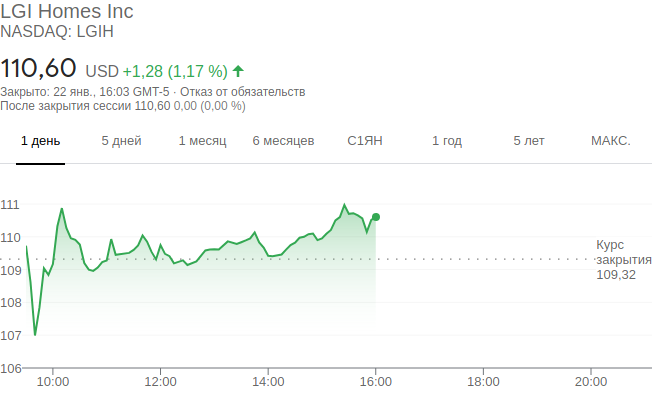 LGI Homes Inc
NASDAQ: LGIH
110,60 USD +1,28 (1,17 %)
Закрыто: 22 янв., 16:03 GMT-5 · Отказ от обязательств
После закрытия сессии 110,60 0,00 (0,00 %)
1 день 5 дней 1 месяц 6 месяцев С1ЯН 1 год 5 лет МАКС.
111
110
109
108
107
106
Курс
закрытия
109,32
10:00 12:00 14:00 16:00 18:00 20:00